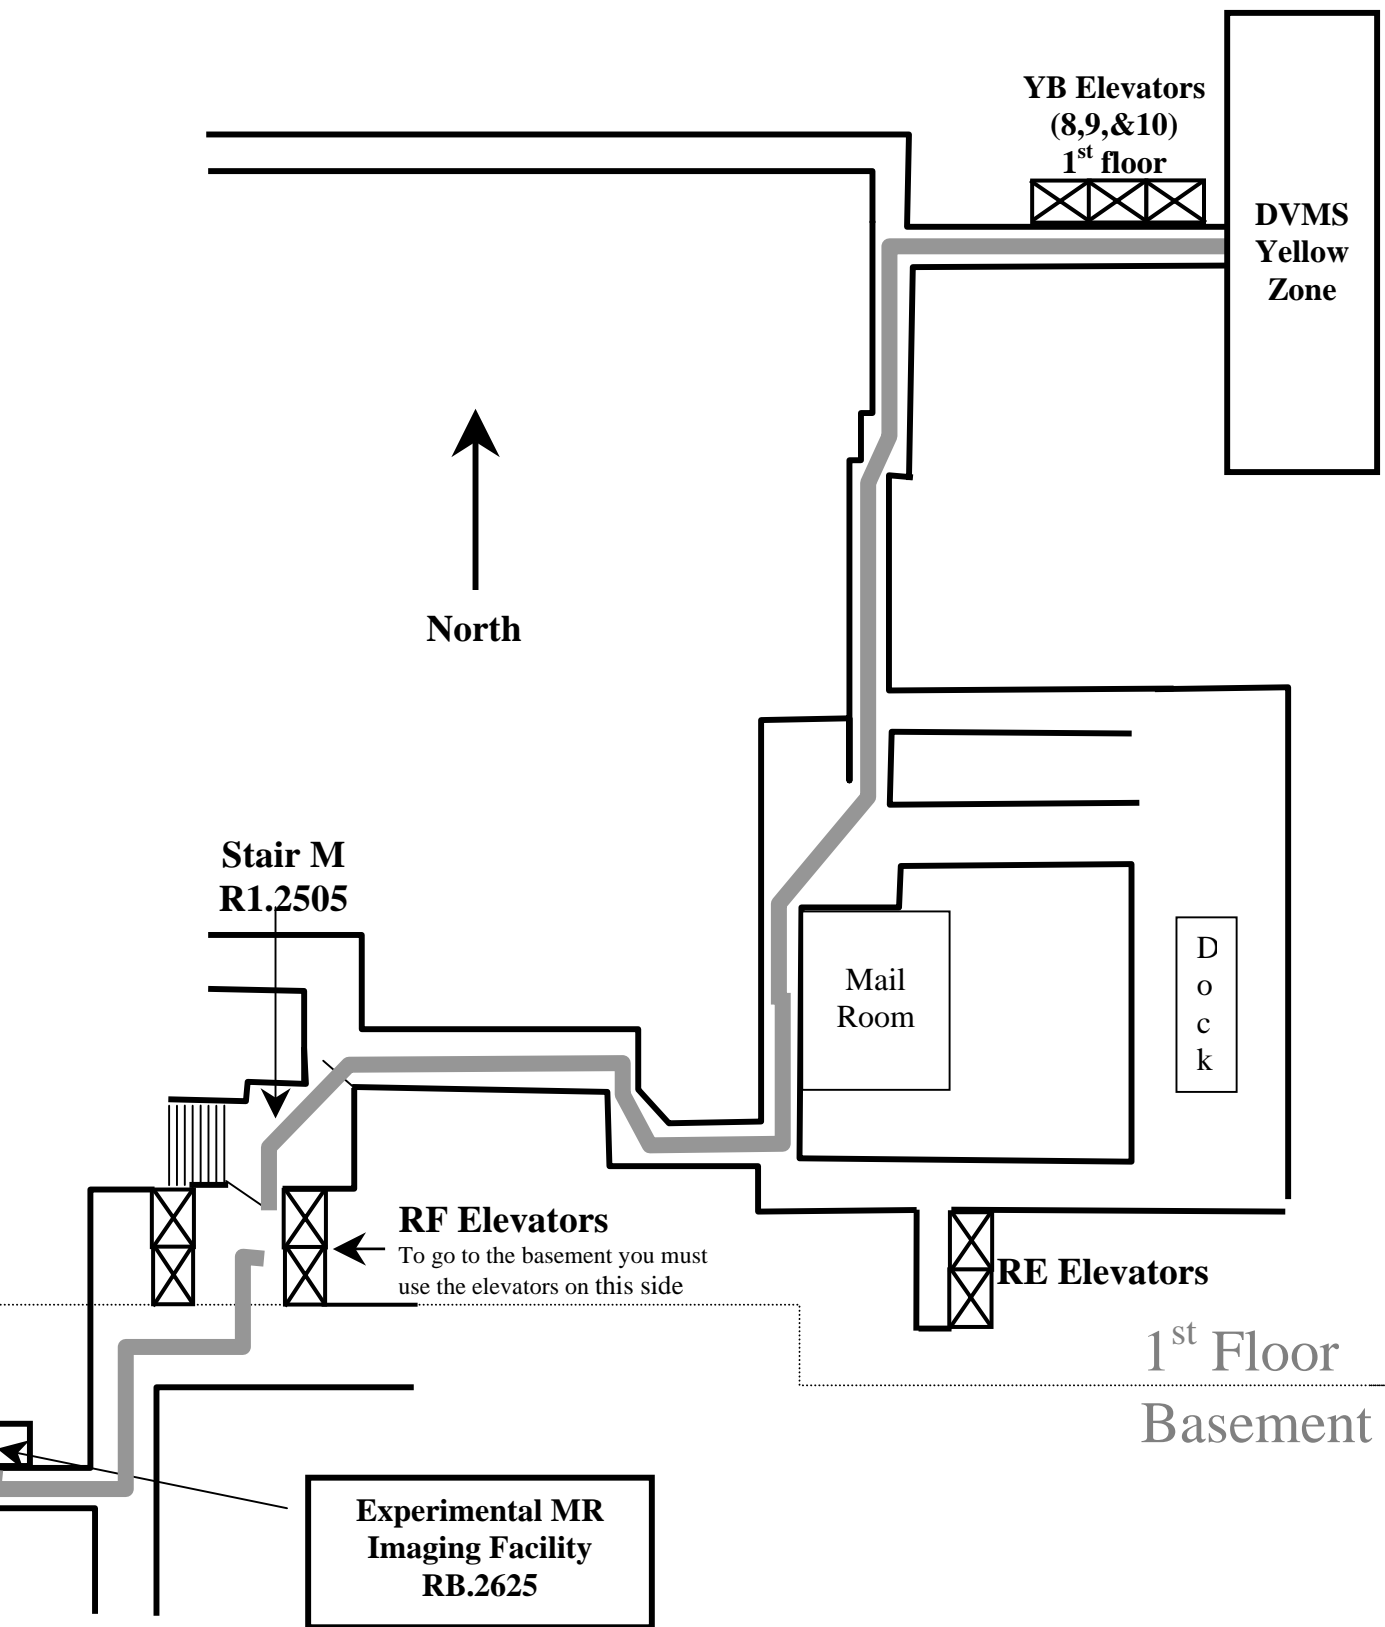 YB Elevators
(8,9,&10)
1st floor
DVMS
Yellow
Zone
North
Stair M
R1.2505
Mail
Room
D
o
c
k
RF Elevators
To go to the basement you must
use the elevators on this side
RE Elevators
1st Floor
Basement
Experimental MR
Imaging Facility
RB.2625